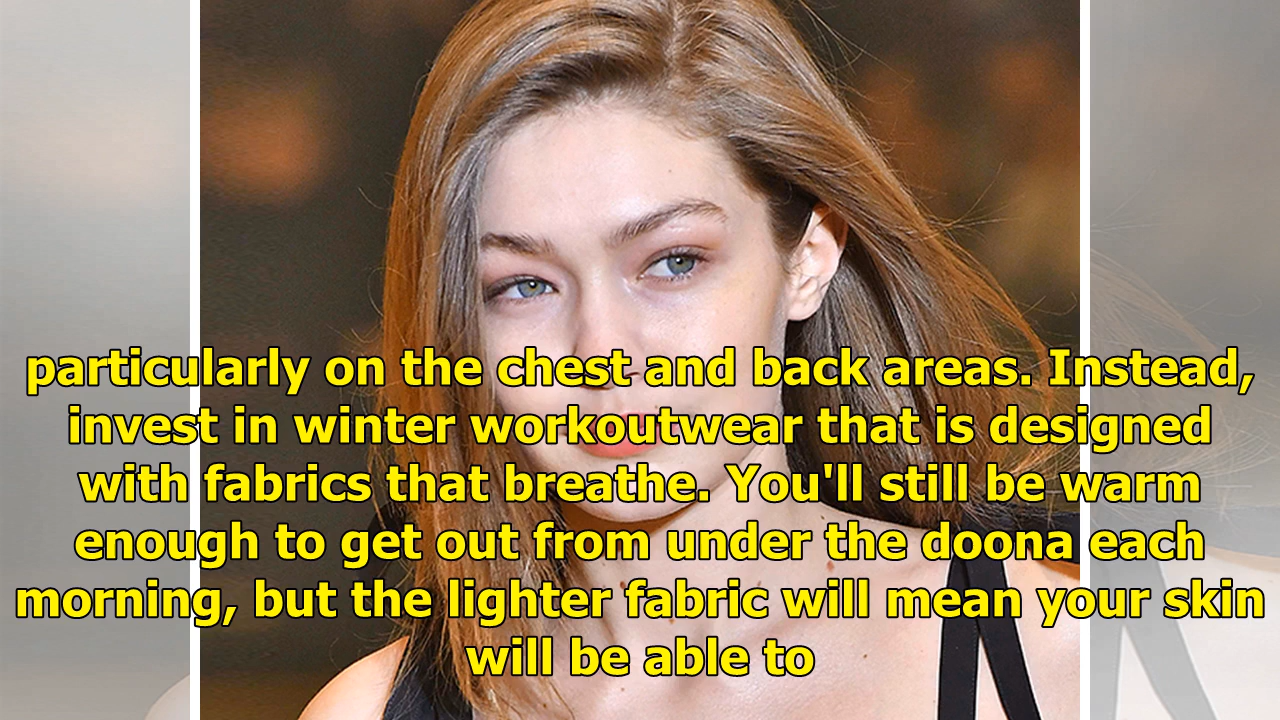 particularly on the chest and back areas. Instead,
invest in winter workoutwear that is designed
with fabrics that breathe. You'll still be warm
enough to get out from under the doona each
morning, but the lighter fabric will mean your skin
will be able to